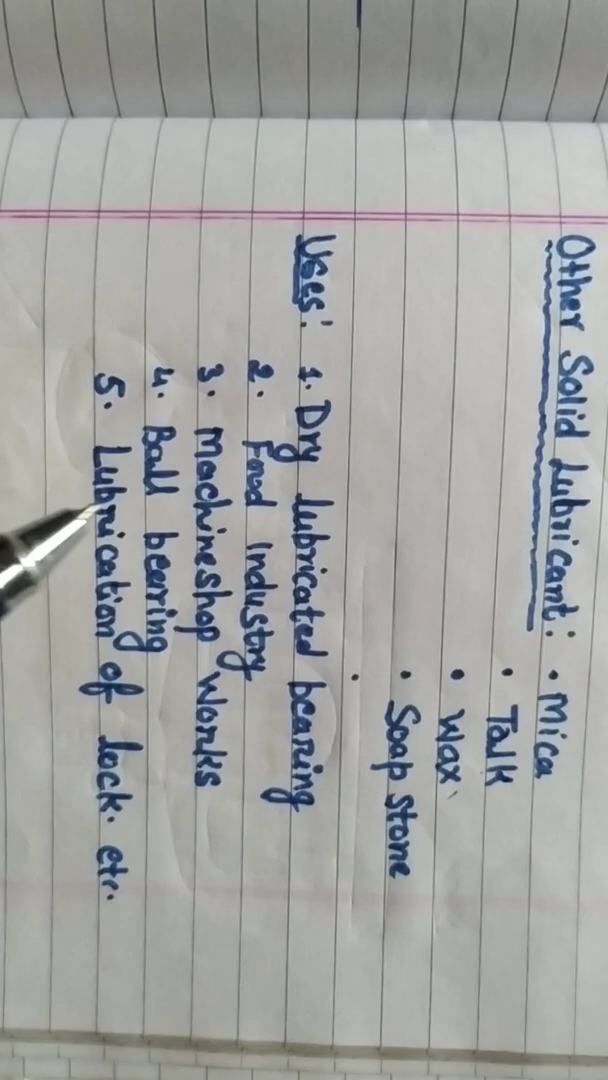 Other Solid Lubricant: • Mica
• Talk
• Wax
• Soap Stone
•
Uses: 1. Dry lubricated bearing
2. Food Industry
3. Machineshop Works
4. Ball bearing
5. Lubrication of lock. etc.